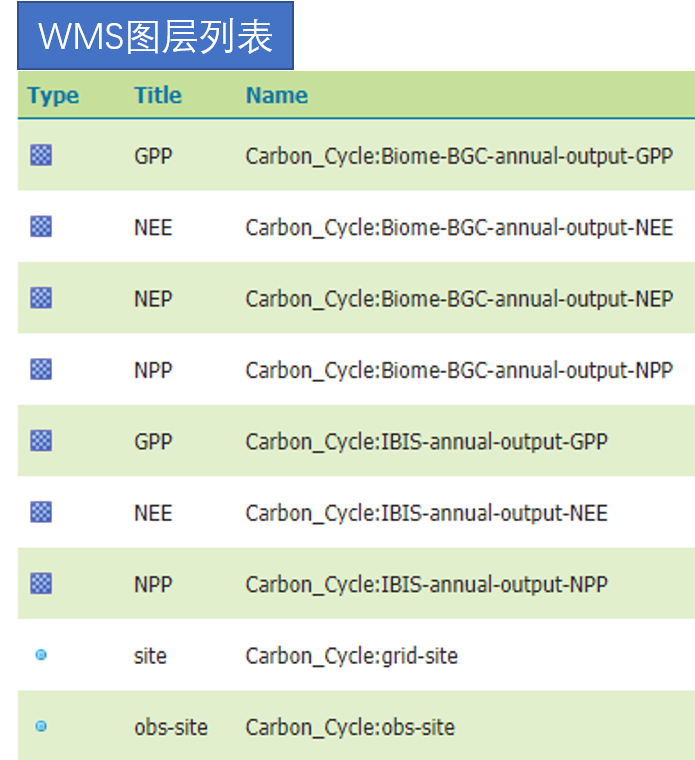 WMS图层列表
Type Title Name
GPP Carbon_Cycle:Biome-BGC-annual-output-GPP
NEE Carbon_Cycle:Biome-BGC-annual-output-NEE
NEP Carbon_Cycle:Biome-BGC-annual-output-NEP
NPP Carbon_Cycle:Biome-BGC-annual-output-NPP
GPP Carbon_Cycle:IBIS-annual-output-GPP
NEE Carbon_Cycle:IBIS-annual-output-NEE
NPP Carbon_Cycle:IBIS-annual-output-NPP
site Carbon_Cycle:grid-site
obs-site Carbon_Cycle:obs-site